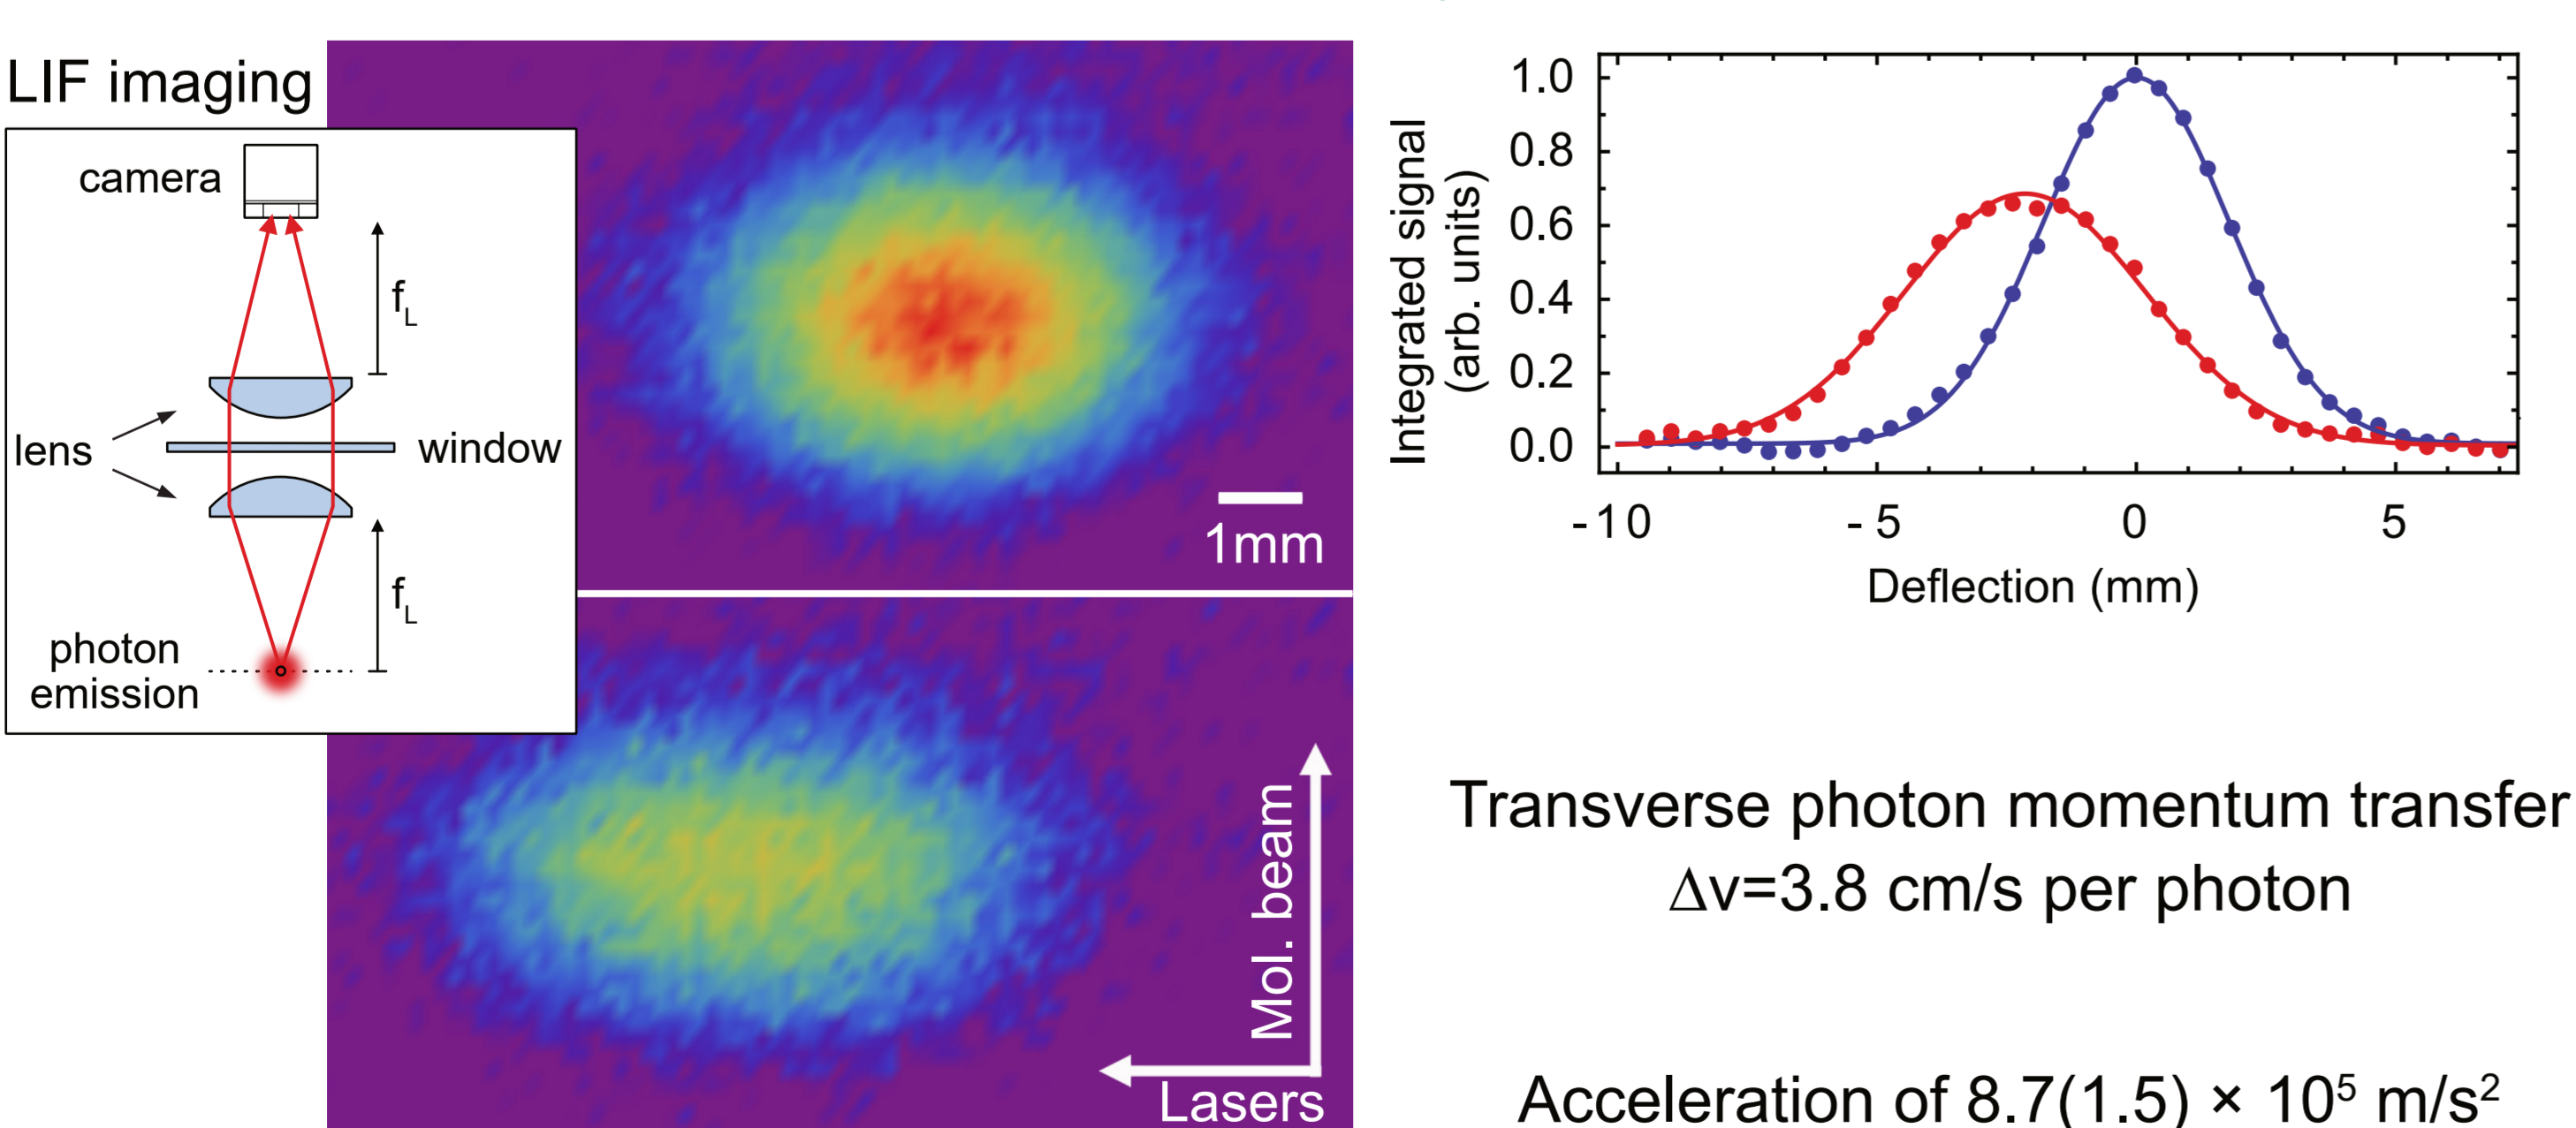 LIF imaging
camera
f_L
lens
window
f_L
photon
emission
1mm
Mol. beam
Lasers
Integrated signal
(arb. units)
1.0
0.8
0.6
0.4
0.2
0.0
-10
-5
0
5
Deflection (mm)
Transverse photon momentum transfer
Δv=3.8 cm/s per photon
Acceleration of 8.7(1.5) × 10⁵ m/s²